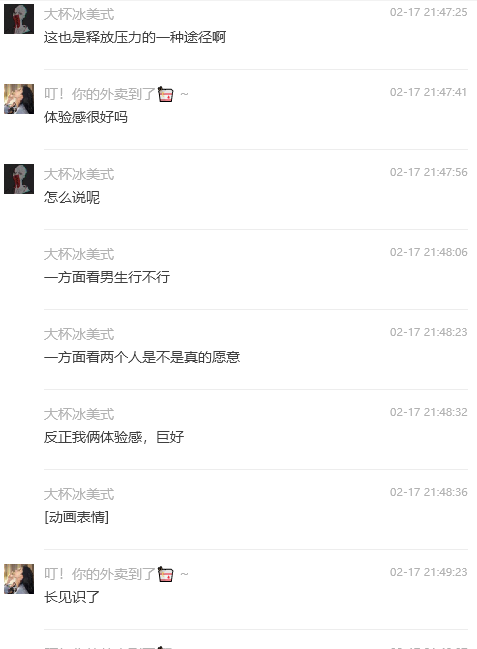 大杯冰美式 02-17 21:47:25
这也是释放压力的一种途径啊
叮！你的外卖到了 ~ 02-17 21:47:41
体验感很好吗
大杯冰美式 02-17 21:47:56
怎么说呢
大杯冰美式 02-17 21:48:06
一方面看男生行不行
大杯冰美式 02-17 21:48:23
一方面看两个人是不是真的愿意
大杯冰美式 02-17 21:48:32
反正我俩体验感，巨好
大杯冰美式 02-17 21:48:36
[动画表情]
叮！你的外卖到了 ~ 02-17 21:49:23
长见识了